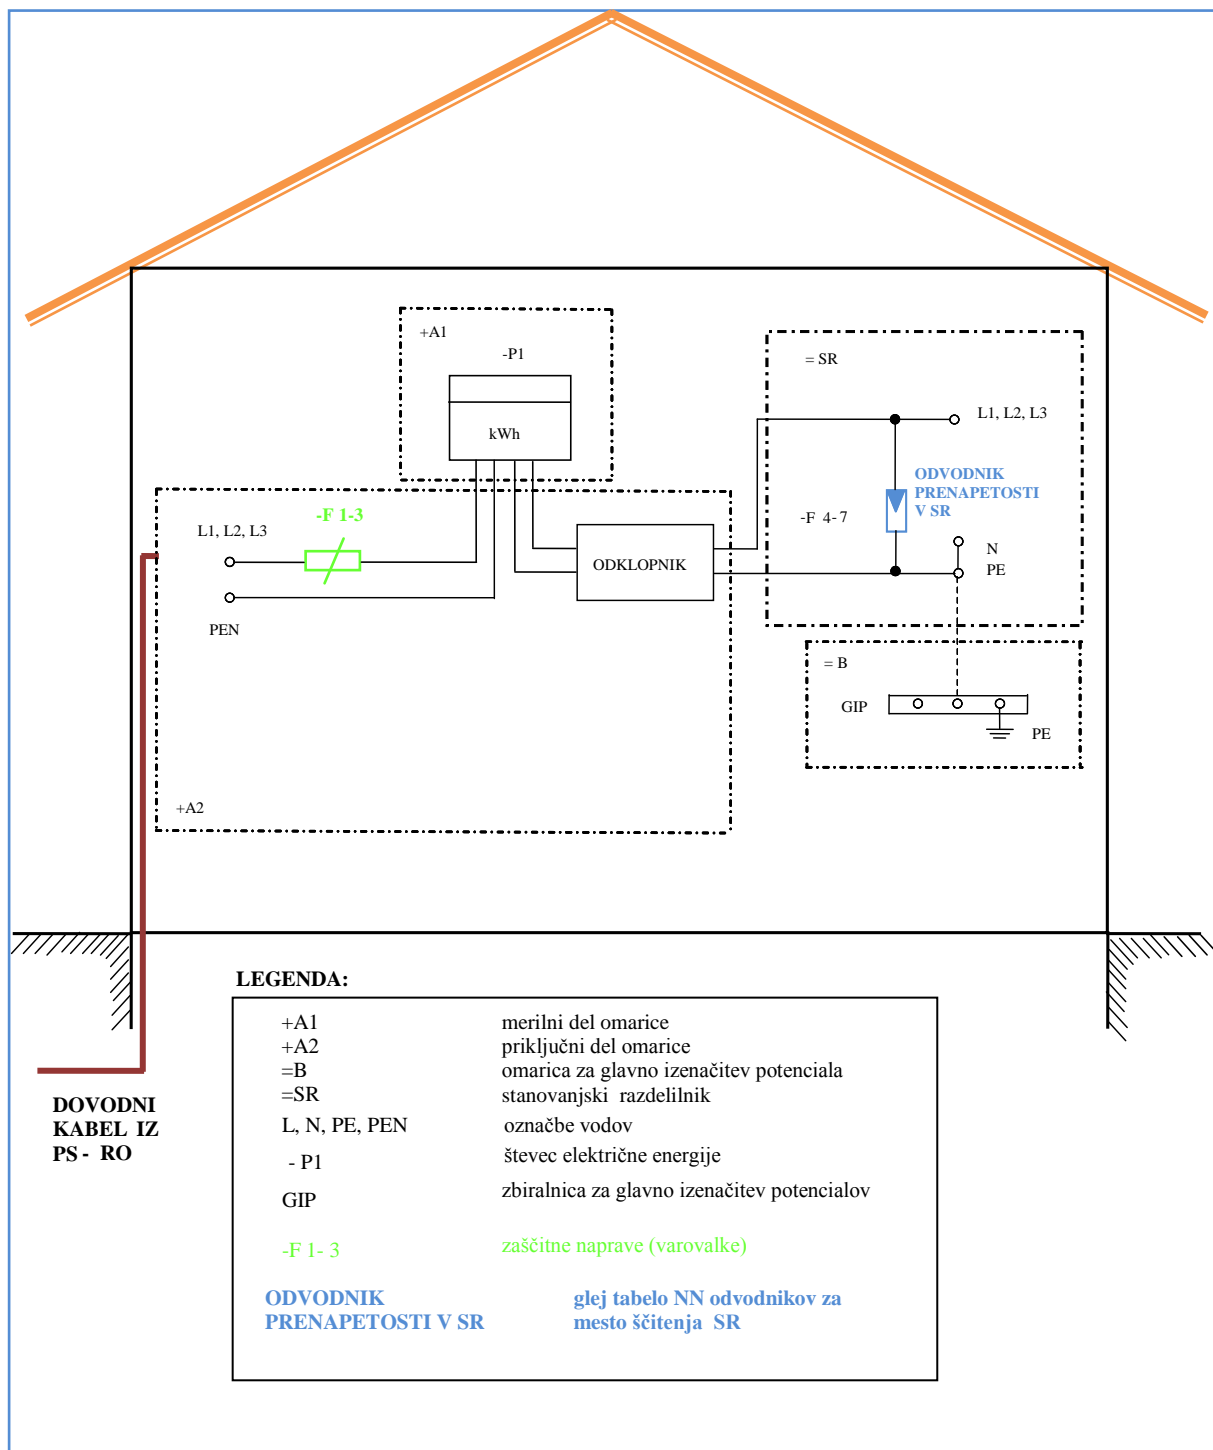 +A1
-P1
kWh
= SR
L1, L2, L3
ODVODNIK
PRENAPETOSTI
V SR
-F 4-7
N
PE
-F 1-3
L1, L2, L3
PEN
ODKLOPNIK
= B
GIP
PE
+A2
DOVODNI
KABEL IZ
PS - RO
LEGENDA:
+A1 merilni del omarice
+A2 priključni del omarice
=B omarica za glavno izenačitev potenciala
=SR stanovanjski razdelilnik
L, N, PE, PEN označbe vodov
- P1 števec električne energije
GIP zbiralnica za glavno izenačitev potencialov
-F 1- 3 zaščitne naprave (varovalke)
ODVODNIK glej tabelo NN odvodnikov za
PRENAPETOSTI V SR mesto ščitenja SR